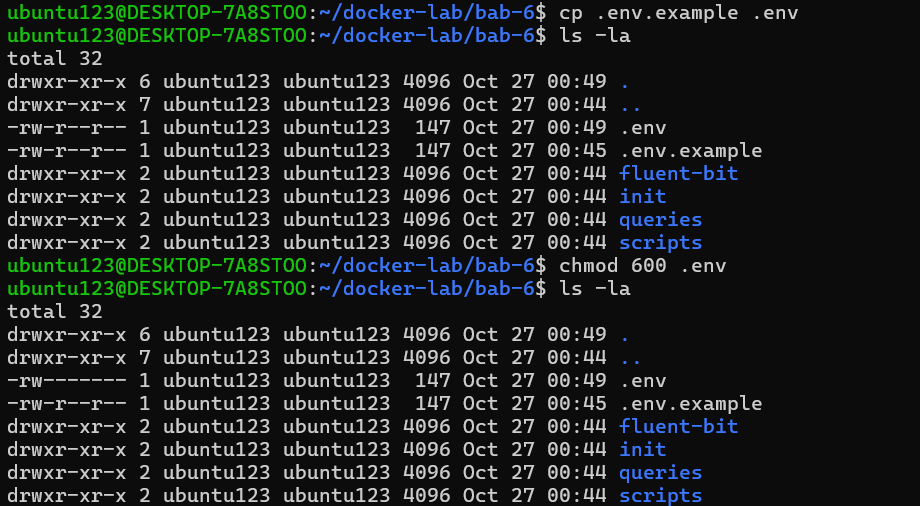 ubuntu123@DESKTOP-7A8STOO:~/docker-lab/bab-6$ cp .env.example .env
ubuntu123@DESKTOP-7A8STOO:~/docker-lab/bab-6$ ls -la
total 32
drwxr-xr-x 6 ubuntu123 ubuntu123 4096 Oct 27 00:49 .
drwxr-xr-x 7 ubuntu123 ubuntu123 4096 Oct 27 00:44 ..
-rw-r--r-- 1 ubuntu123 ubuntu123  147 Oct 27 00:49 .env
-rw-r--r-- 1 ubuntu123 ubuntu123  147 Oct 27 00:45 .env.example
drwxr-xr-x 2 ubuntu123 ubuntu123 4096 Oct 27 00:44 fluent-bit
drwxr-xr-x 2 ubuntu123 ubuntu123 4096 Oct 27 00:44 init
drwxr-xr-x 2 ubuntu123 ubuntu123 4096 Oct 27 00:44 queries
drwxr-xr-x 2 ubuntu123 ubuntu123 4096 Oct 27 00:44 scripts
ubuntu123@DESKTOP-7A8STOO:~/docker-lab/bab-6$ chmod 600 .env
ubuntu123@DESKTOP-7A8STOO:~/docker-lab/bab-6$ ls -la
total 32
drwxr-xr-x 6 ubuntu123 ubuntu123 4096 Oct 27 00:49 .
drwxr-xr-x 7 ubuntu123 ubuntu123 4096 Oct 27 00:44 ..
-rw------- 1 ubuntu123 ubuntu123  147 Oct 27 00:49 .env
-rw-r--r-- 1 ubuntu123 ubuntu123  147 Oct 27 00:45 .env.example
drwxr-xr-x 2 ubuntu123 ubuntu123 4096 Oct 27 00:44 fluent-bit
drwxr-xr-x 2 ubuntu123 ubuntu123 4096 Oct 27 00:44 init
drwxr-xr-x 2 ubuntu123 ubuntu123 4096 Oct 27 00:44 queries
drwxr-xr-x 2 ubuntu123 ubuntu123 4096 Oct 27 00:44 scripts